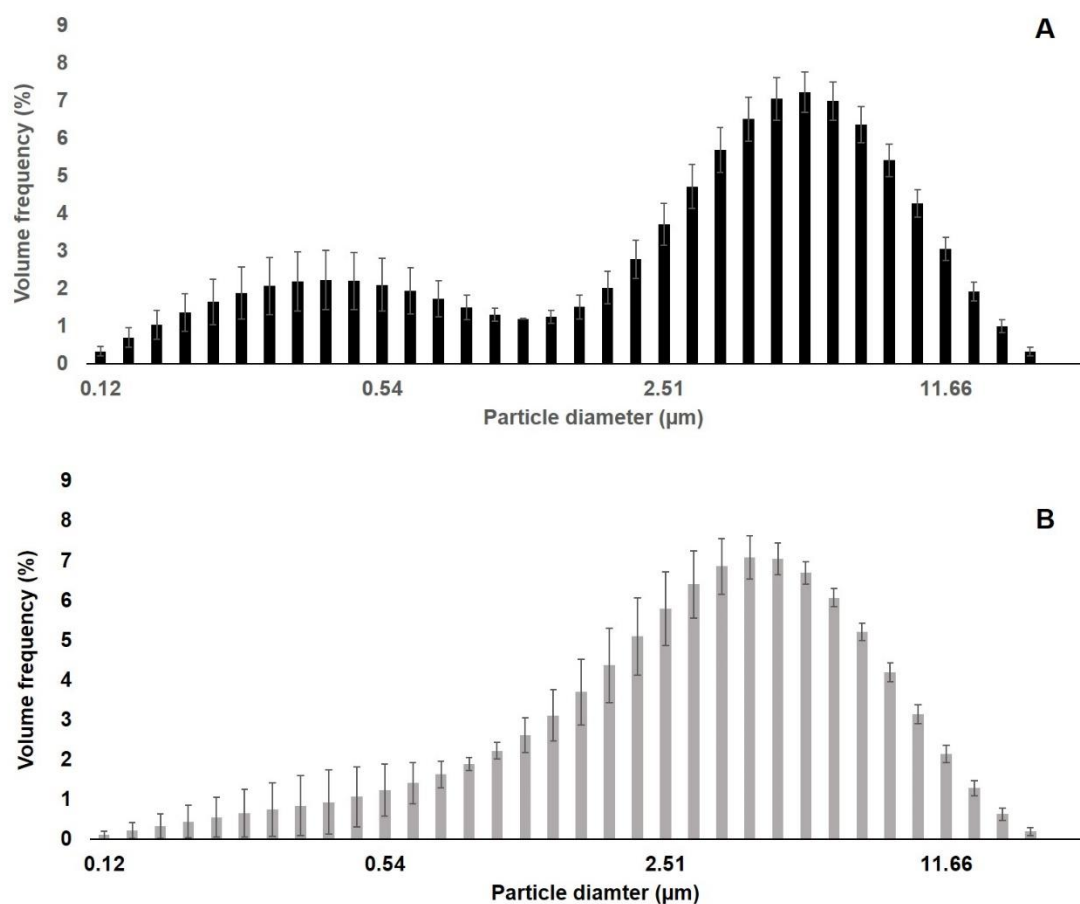 A
9
8
7
6
5
4
3
2
1
0
Volume frequency (%)
0.12 0.54 2.51 11.66
Particle diameter (µm)
B
9
8
7
6
5
4
3
2
1
0
Volume frequency (%)
0.12 0.54 2.51 11.66
Particle diamter (µm)